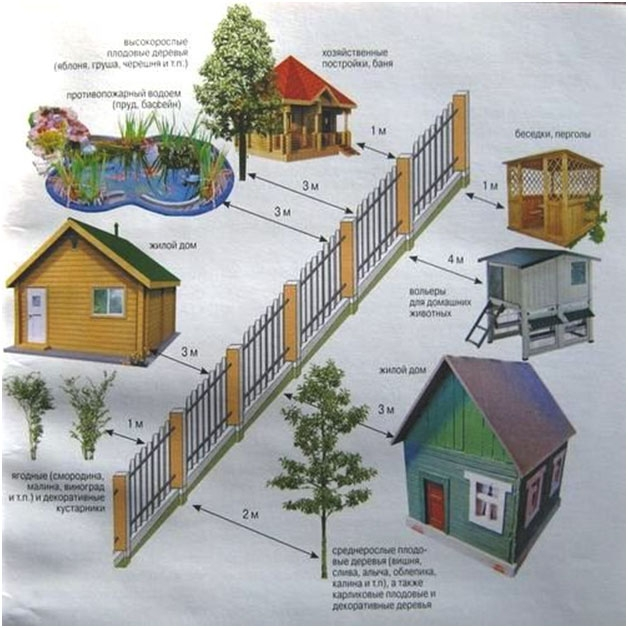 высокорослые
плодовые деревья
(яблоня, груша, черешня и т.п.)
хозяйственные
постройки, баня
противопожарный водоем
(пруд, бассейн)
1 м
беседки, перголы
3 м
1 м
3 м
жилой дом
4 м
вольеры
для домашних
животных
3 м
жилой дом
3 м
1 м
ягодные (смородина,
малина, виноград
и т.п.) и декоративные
кустарники
2 м
среднерослые плодо-
вые деревья (вишня,
слива, алыча, облепиха,
калина и т.п), а также
карликовые плодовые и
декоративные деревья